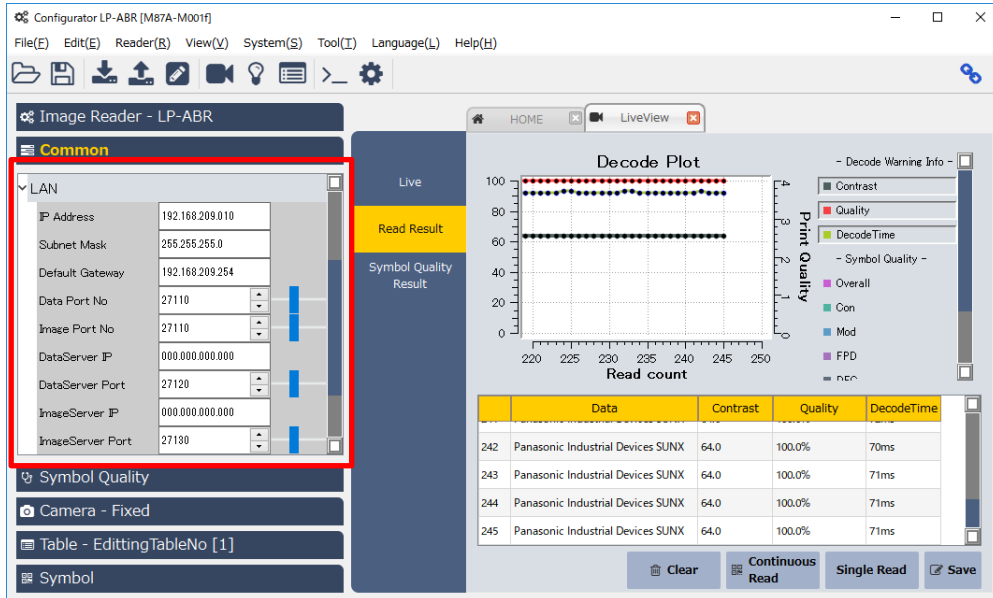 Configurator LP-ABR [M87A-M001f]
File(F) Edit(E) Reader(R) View(V) System(S) Tool(T) Language(L) Help(H)
Image Reader - LP-ABR
Common
LAN
IP Address 192.168.209.010
Subnet Mask 255.255.255.0
Default Gateway 192.168.209.254
Data Port No 27110
Image Port No 27110
DataServer IP 000.000.000.000
DataServer Port 27120
ImageServer IP 000.000.000.000
ImageServer Port 27130
Symbol Quality
Camera - Fixed
Table - EdittingTableNo [1]
Symbol
Live
Read Result
Symbol Quality
Result
HOME LiveView
Decode Plot
100
80
60
40
20
0
220 225 230 235 240 245 250
Read count
4
3
2
1
0
Print Quality
- Decode Warning Info -
Contrast
Quality
DecodeTime
- Symbol Quality -
Overall
Con
Mod
FPD
Data Contrast Quality DecodeTime
242 Panasonic Industrial Devices SUNX 64.0 100.0% 70ms
243 Panasonic Industrial Devices SUNX 64.0 100.0% 71ms
244 Panasonic Industrial Devices SUNX 64.0 100.0% 71ms
245 Panasonic Industrial Devices SUNX 64.0 100.0% 71ms
Clear
Continuous
Read
Single Read
Save